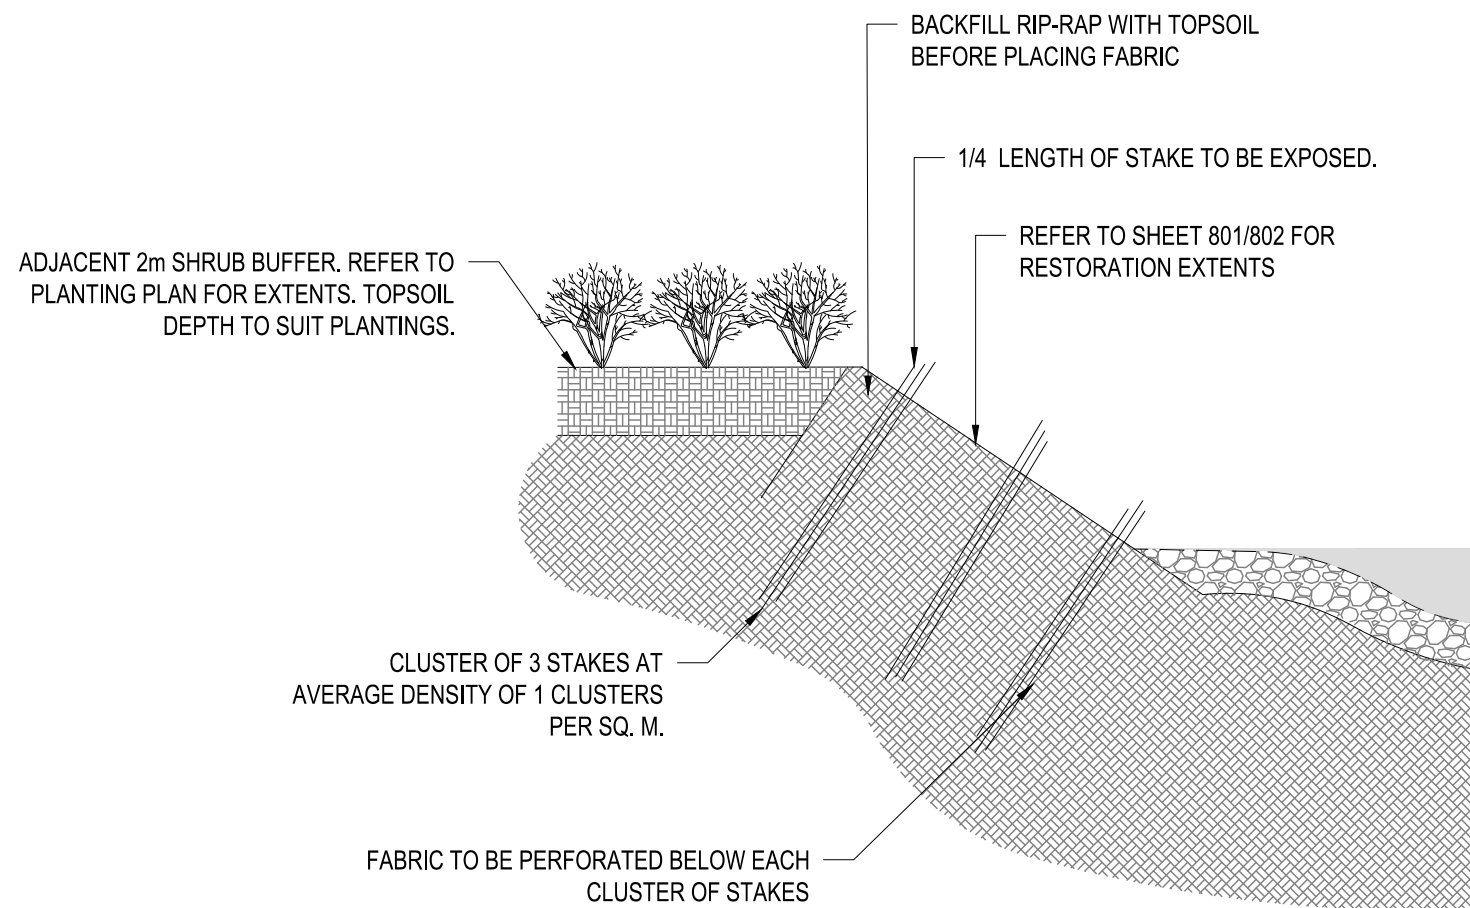 BACKFILL RIP-RAP WITH TOPSOIL
BEFORE PLACING FABRIC
1/4 LENGTH OF STAKE TO BE EXPOSED.
REFER TO SHEET 801/802 FOR
RESTORATION EXTENTS
ADJACENT 2m SHRUB BUFFER. REFER TO
PLANTING PLAN FOR EXTENTS. TOPSOIL
DEPTH TO SUIT PLANTINGS.
CLUSTER OF 3 STAKES AT
AVERAGE DENSITY OF 1 CLUSTERS
PER SQ. M.
FABRIC TO BE PERFORATED BELOW EACH
CLUSTER OF STAKES